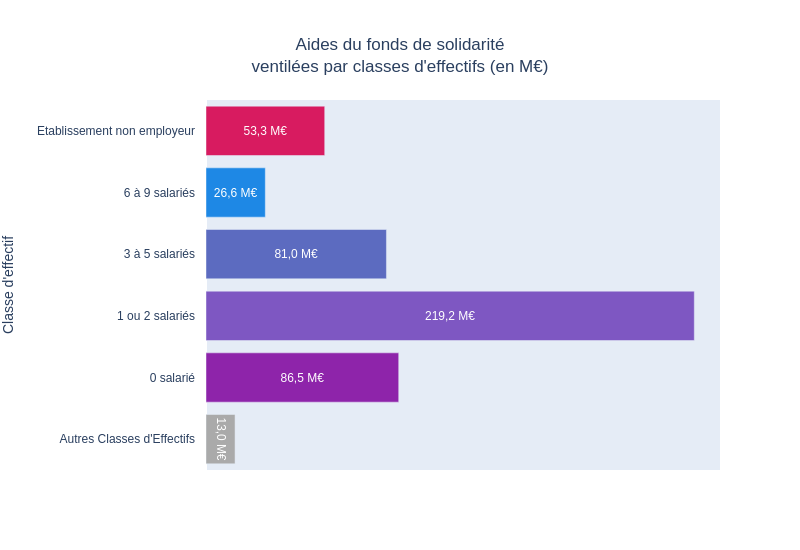 Aides du fonds de solidarité
ventilées par classes d'effectifs (en M€)
Classe d'effectif
Etablissement non employeur
53,3 M€
6 à 9 salariés
26,6 M€
3 à 5 salariés
81,0 M€
1 ou 2 salariés
219,2 M€
0 salarié
86,5 M€
Autres Classes d'Effectifs
13,0 M€